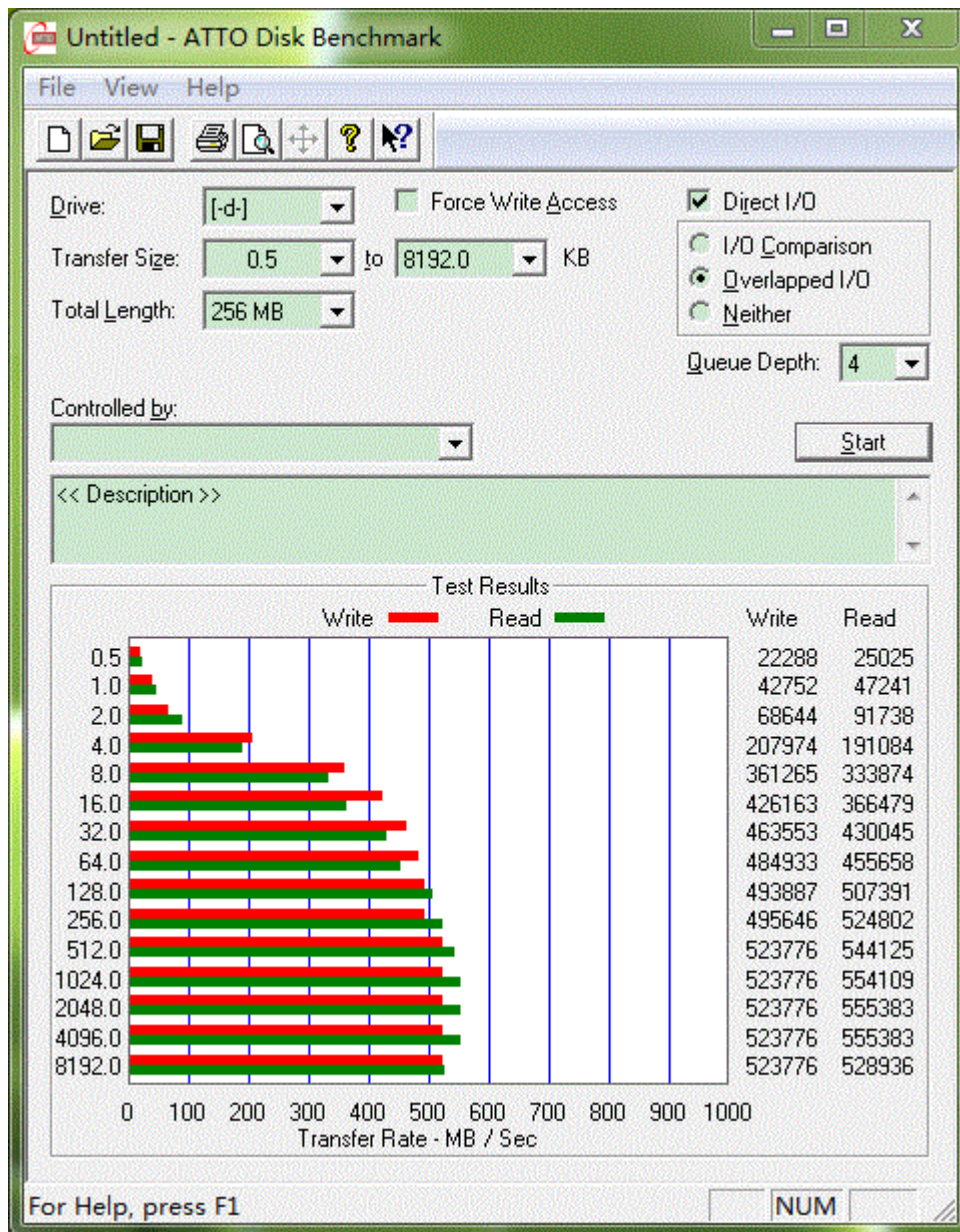 Untitled - ATTO Disk Benchmark
File View Help
Drive: [-d-] Force Write Access Direct I/O
Transfer Size: 0.5 to 8192.0 KB I/O Comparison
Overlapped I/O
Total Length: 256 MB Neither
Queue Depth: 4
Controlled by:
Start
<< Description >>
Test Results
Write Read Write Read
0.5 22288 25025
1.0 42752 47241
2.0 68644 91738
4.0 207974 191084
8.0 361265 333874
16.0 426163 366479
32.0 463553 430045
64.0 484933 455658
128.0 493887 507391
256.0 495646 524802
512.0 523776 544125
1024.0 523776 554109
2048.0 523776 555383
4096.0 523776 555383
8192.0 523776 528936
0 100 200 300 400 500 600 700 800 900 1000
Transfer Rate - MB / Sec
For Help, press F1 NUM